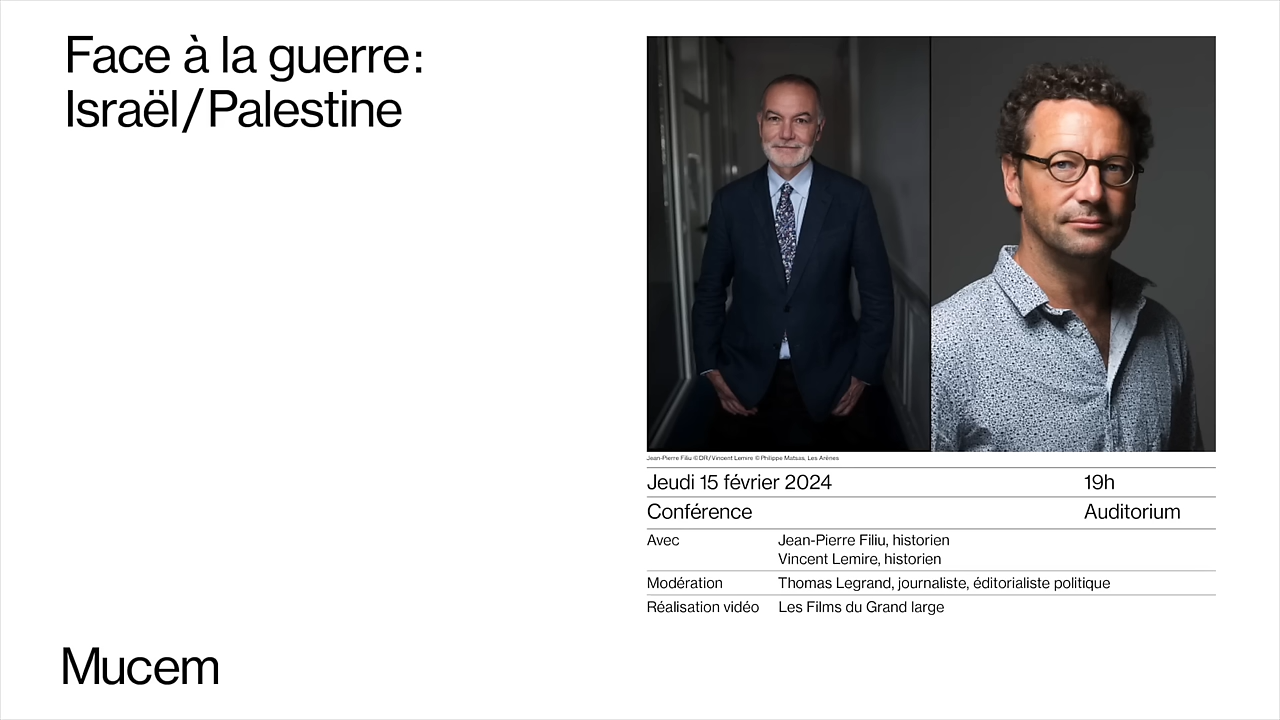 Face à la guerre :
Israël / Palestine
Jean-Pierre Filiu © DR / Vincent Lemire © Philippe Matsas, Les Arènes
Jeudi 15 février 2024 19h
Conférence Auditorium
Avec Jean-Pierre Filiu, historien
Vincent Lemire, historien
Modération Thomas Legrand, journaliste, éditorialiste politique
Réalisation vidéo Les Films du Grand large
Mucem